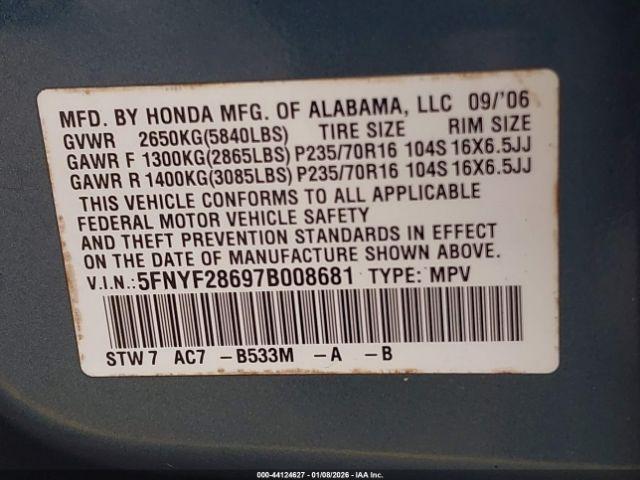 MFD. BY HONDA MFG. OF ALABAMA, LLC 09/'06
GVWR 2650KG(5840LBS) TIRE SIZE RIM SIZE
GAWR F 1300KG(2865LBS) P235/70R16 104S 16X6.5JJ
GAWR R 1400KG(3085LBS) P235/70R16 104S 16X6.5JJ
THIS VEHICLE CONFORMS TO ALL APPLICABLE
FEDERAL MOTOR VEHICLE SAFETY
AND THEFT PREVENTION STANDARDS IN EFFECT
ON THE DATE OF MANUFACTURE SHOWN ABOVE.
V.I.N.:5FNYF28697B008681 TYPE: MPV
STW7 AC7 -B533M -A -B
000-44124627 - 01/08/2026 - IAA Inc.